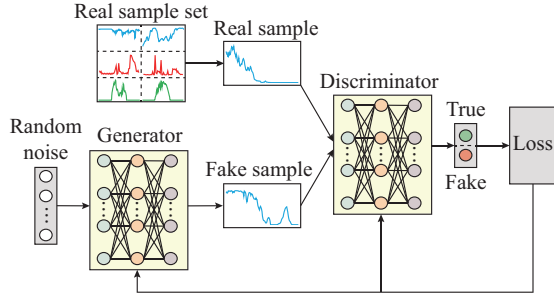 Real sample set
Real sample
Discriminator
True
Loss
Random
noise
Generator
Fake sample
Fake